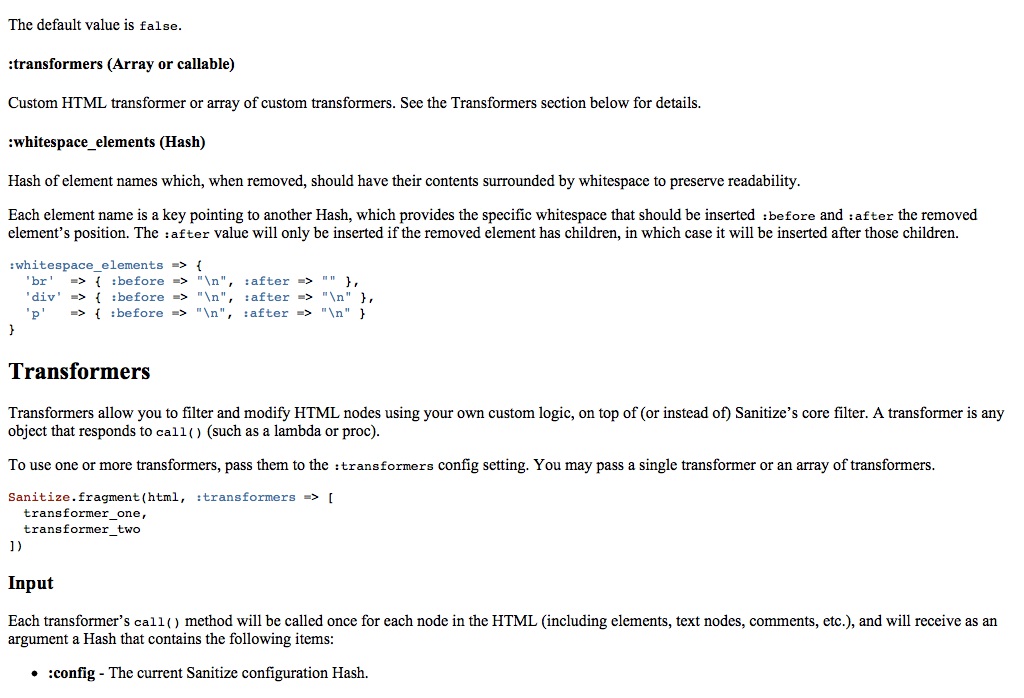 The default value is false.
:transformers (Array or callable)
Custom HTML transformer or array of custom transformers. See the Transformers section below for details.
:whitespace_elements (Hash)
Hash of element names which, when removed, should have their contents surrounded by whitespace to preserve readability.
Each element name is a key pointing to another Hash, which provides the specific whitespace that should be inserted :before and :after the removed
element’s position. The :after value will only be inserted if the removed element has children, in which case it will be inserted after those children.
:whitespace_elements => {
  'br'  => { :before => "\n", :after => "" },
  'div' => { :before => "\n", :after => "\n" },
  'p'   => { :before => "\n", :after => "\n" }
}
Transformers
Transformers allow you to filter and modify HTML nodes using your own custom logic, on top of (or instead of) Sanitize’s core filter. A transformer is any
object that responds to call() (such as a lambda or proc).
To use one or more transformers, pass them to the :transformers config setting. You may pass a single transformer or an array of transformers.
Sanitize.fragment(html, :transformers => [
  transformer_one,
  transformer_two
])
Input
Each transformer’s call() method will be called once for each node in the HTML (including elements, text nodes, comments, etc.), and will receive as an
argument a Hash that contains the following items:
• :config - The current Sanitize configuration Hash.